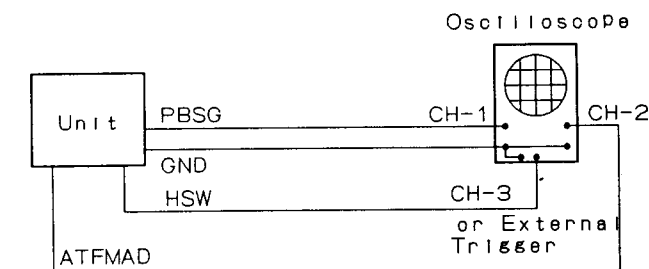 Oscilloscope
Unit
PBSG
CH-1
CH-2
GND
HSW
CH-3
or External
Trigger
ATFMAD